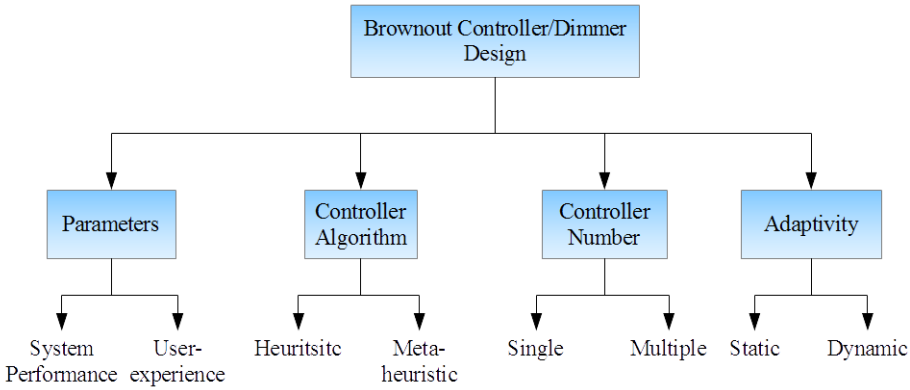 Brownout Controller/Dimmer
Design
Parameters
Controller
Algorithm
Controller
Number
Adaptivity
System
Performance
User-
experience
Heuritsitc
Meta-
heuristic
Single
Multiple
Static
Dynamic